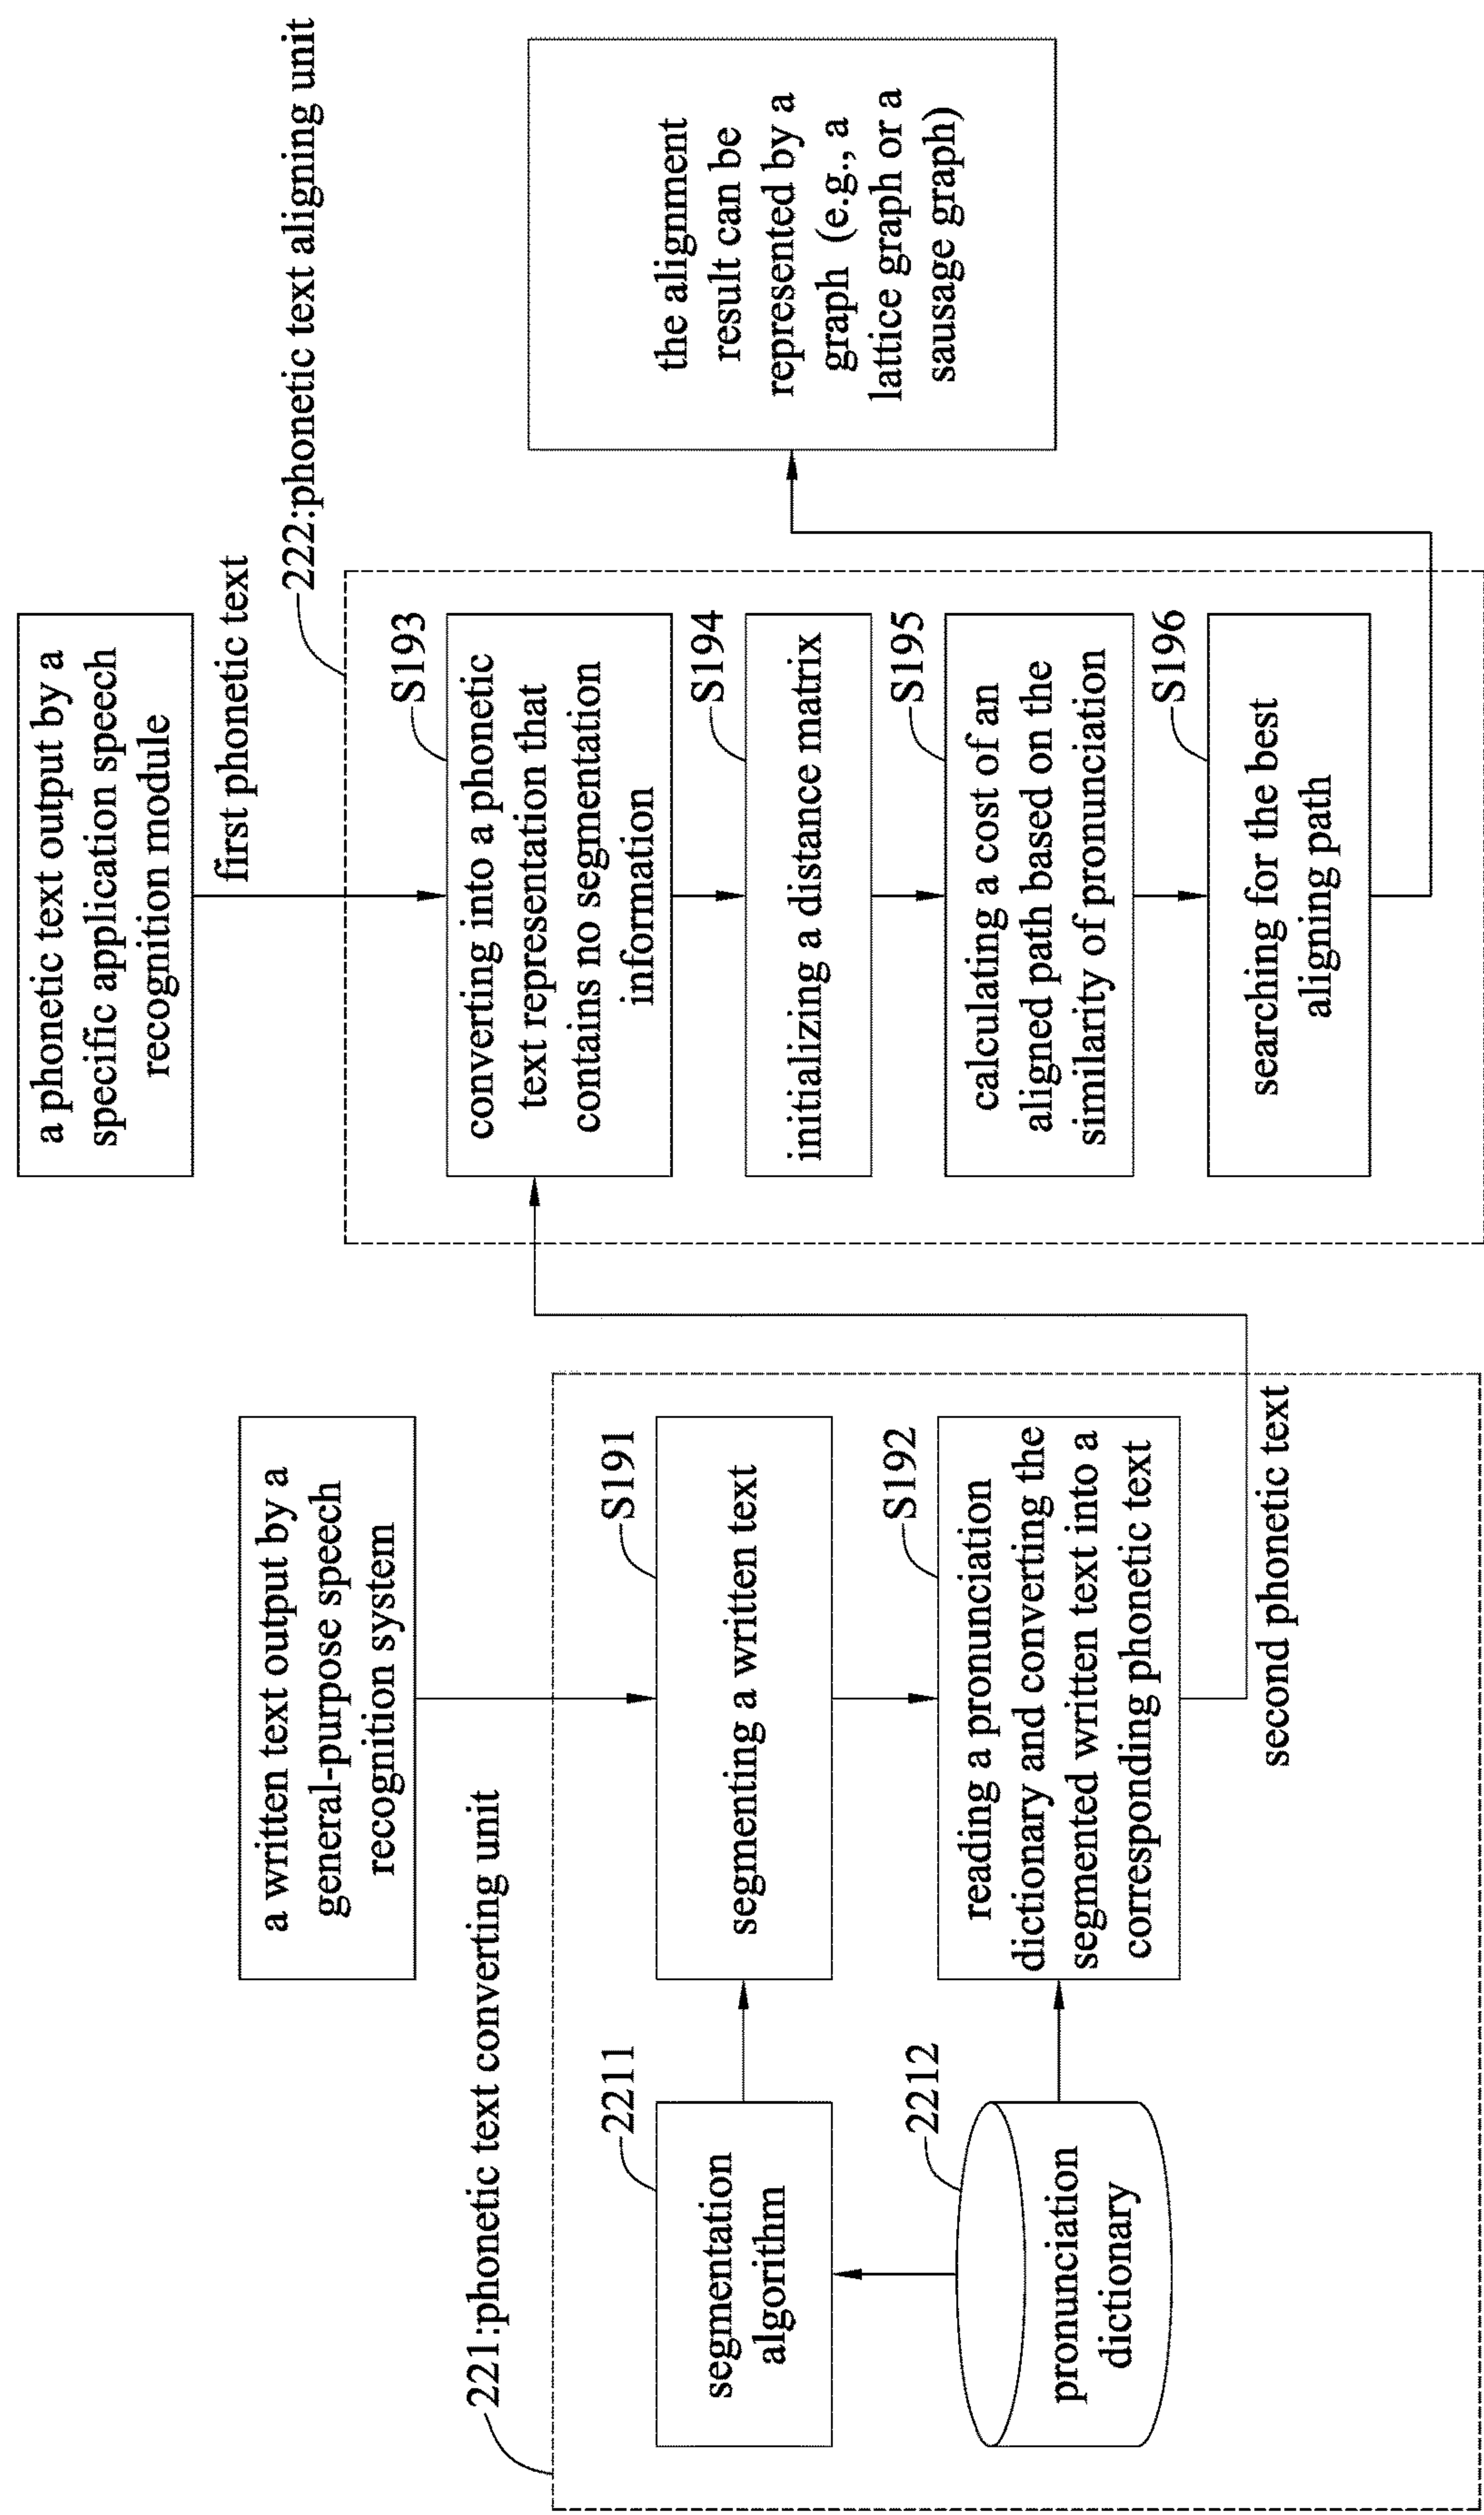 a written text output by a
general-purpose speech
recognition system
221:phonetic text converting unit
2211
segmentation
algorithm
S191
segmenting a written text
2212
pronunciation
dictionary
S192
reading a pronunciation
dictionary and converting the
segmented written text into a
corresponding phonetic text
second phonetic text
a phonetic text output by a
specific application speech
recognition module
first phonetic text
222:phonetic text aligning unit
S193
converting into a phonetic
text representation that
contains no segmentation
information
S194
initializing a distance matrix
S195
calculating a cost of an
aligned path based on the
similarity of pronunciation
S196
searching for the best
aligning path
the alignment
result can be
represented by a
graph (e.g., a
lattice graph or a
sausage graph)